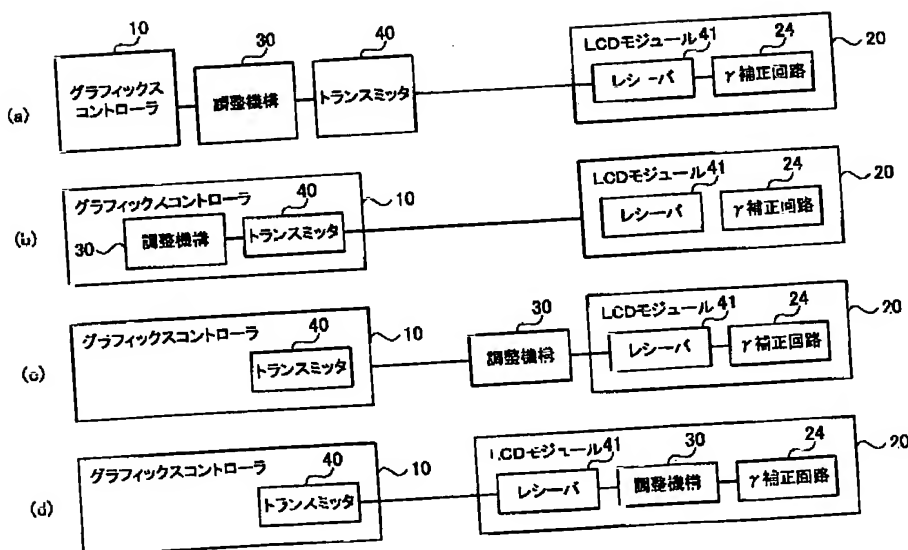 10
グラフィックス
コントローラ
30
調整機構
40
トランスミッタ
LCDモジュール 41
レシーバ
24
γ補正回路
20
(a)
グラフィックスコントローラ
40
10
30
調整機構
トランスミッタ
LCDモジュール 41
レシーバ
24
γ補正回路
20
(b)
グラフィックスコントローラ
40
10
トランスミッタ
30
調整機構
LCDモジュール 41
レシーバ
24
γ補正回路
20
(c)
グラフィックスコントローラ
40
10
トランスミッタ
LCDモジュール 41
レシーバ
30
調整機構
24
γ補正回路
20
(d)